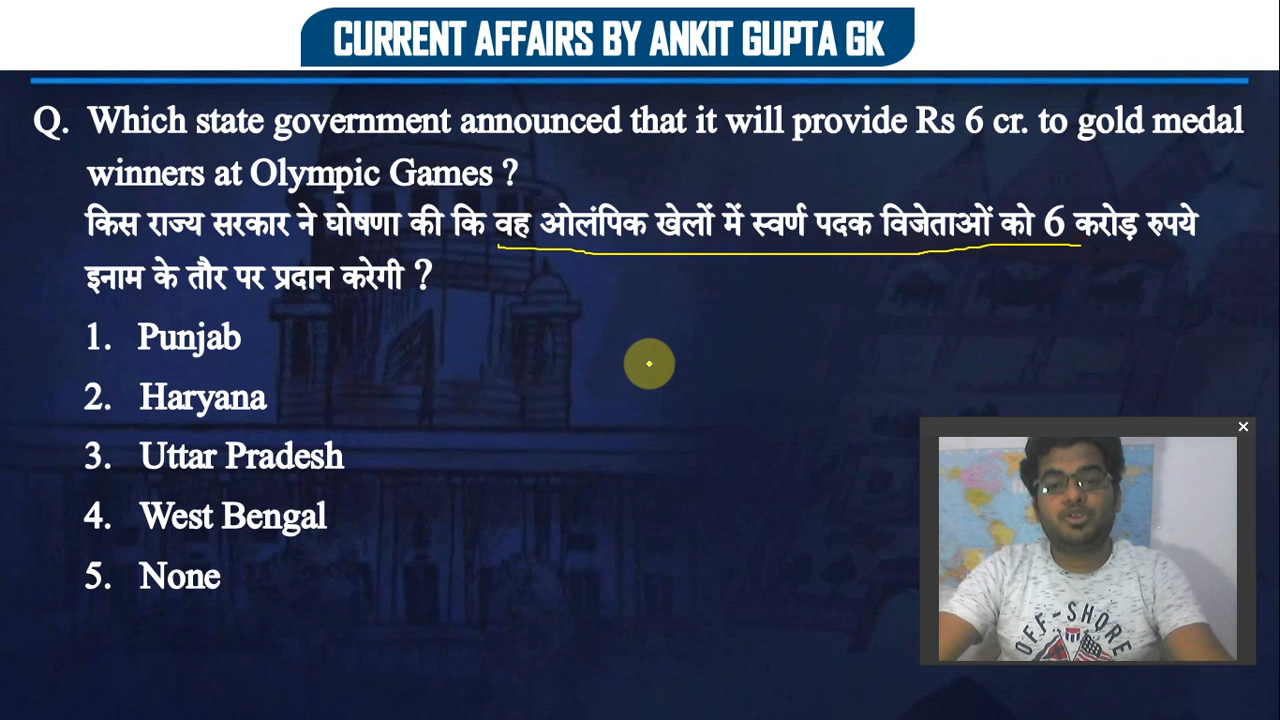 CURRENT AFFAIRS BY ANKIT GUPTA GK
Q. Which state government announced that it will provide Rs 6 cr. to gold medal
winners at Olympic Games ?
किस राज्य सरकार ने घोषणा की कि वह ओलंपिक खेलों में स्वर्ण पदक विजेताओं को 6 करोड़ रुपये
इनाम के तौर पर प्रदान करेगी ?
1. Punjab
2. Haryana
3. Uttar Pradesh
4. West Bengal
5. None
OFF-SHORE